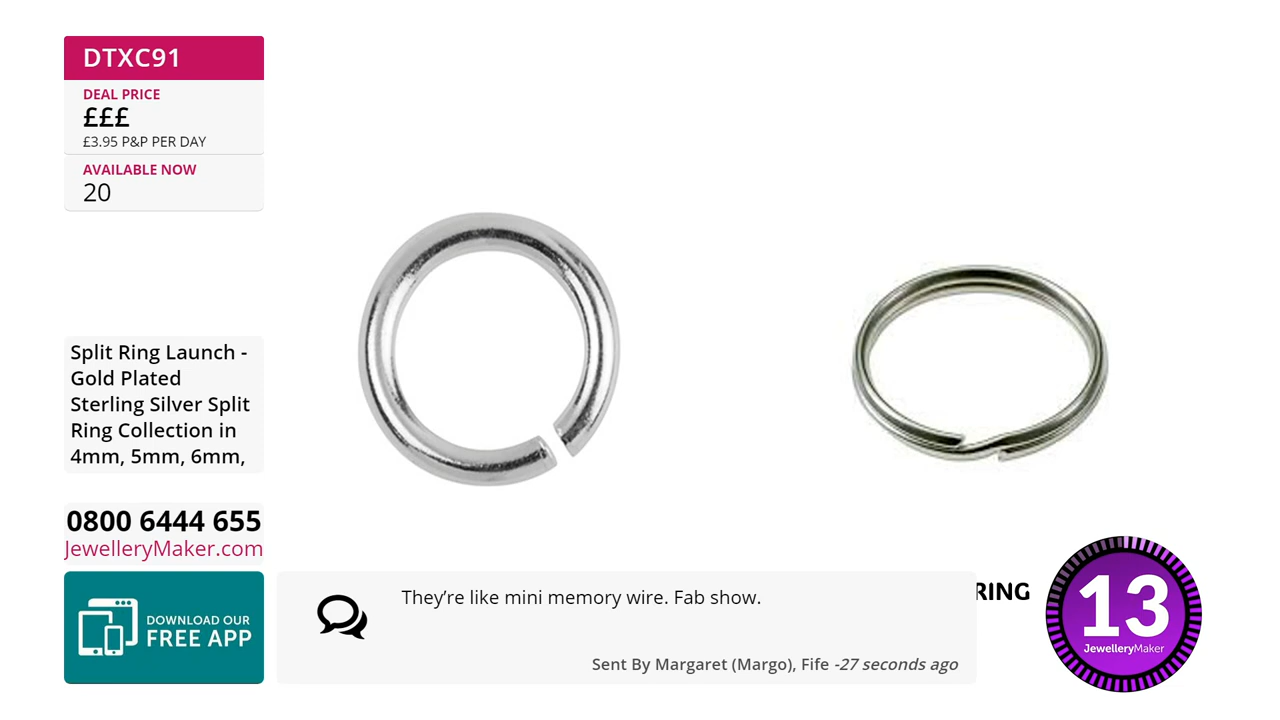 DTXC91
DEAL PRICE
£££
£3.95 P&P PER DAY
AVAILABLE NOW
20
Split Ring Launch -
Gold Plated
Sterling Silver Split
Ring Collection in
4mm, 5mm, 6mm,
0800 6444 655
JewelleryMaker.com
DOWNLOAD OUR
FREE APP
They’re like mini memory wire. Fab show.
Sent By Margaret (Margo), Fife -27 seconds ago
RING
13
JewelleryMaker